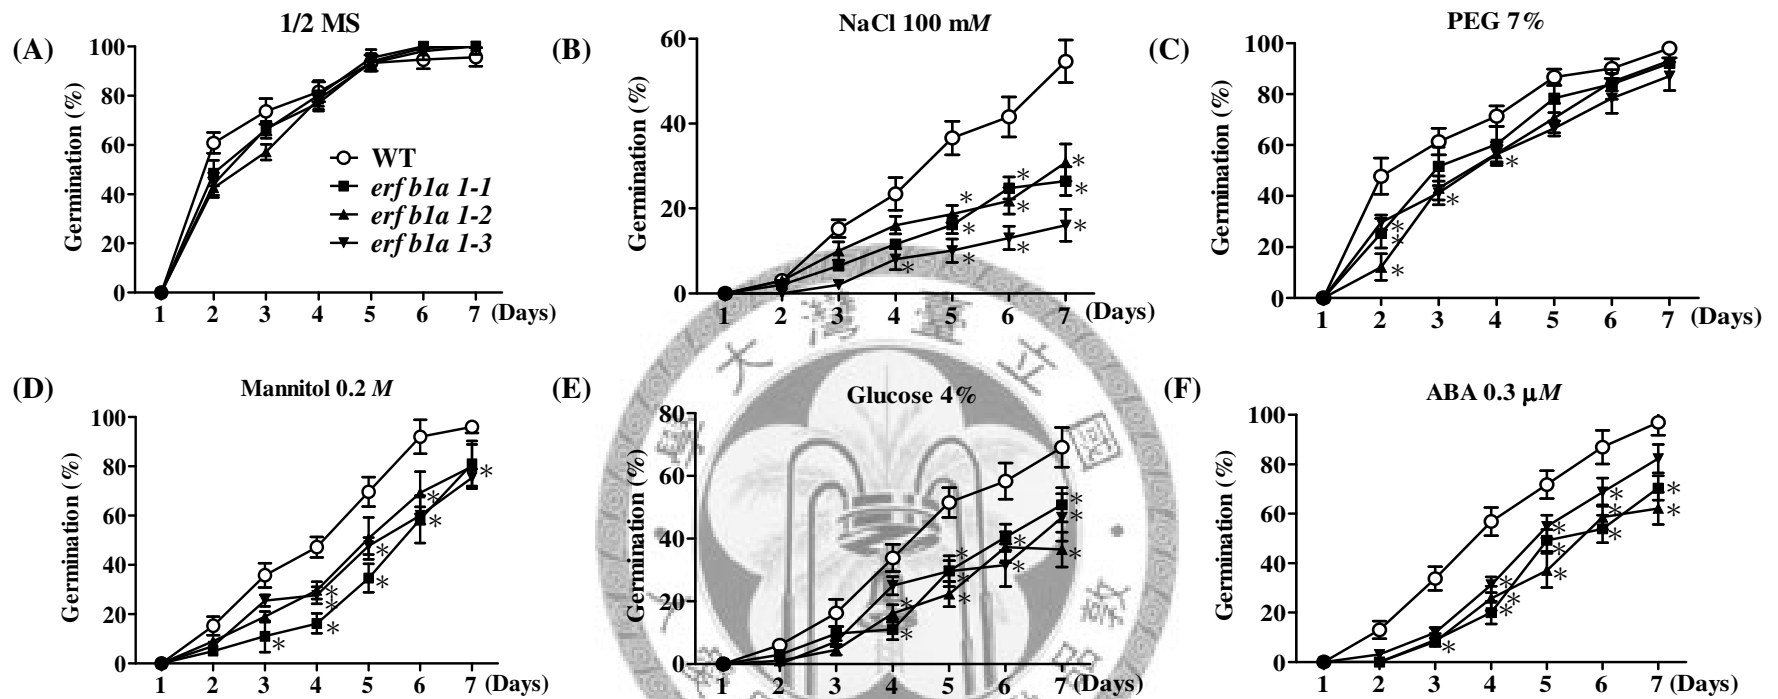 (A)
1/2 MS
Germination (%)
100
80
60
40
20
0
1 2 3 4 5 6 7 (Days)
WT
erf b1a 1-1
erf b1a 1-2
erf b1a 1-3
(B)
NaCl 100 mM
Germination (%)
60
40
20
0
1 2 3 4 5 6 7 (Days)
* * * * * * * * * *
(C)
PEG 7%
Germination (%)
100
80
60
40
20
0
1 2 3 4 5 6 7 (Days)
* * * * *
(D)
Mannitol 0.2 M
Germination (%)
100
80
60
40
20
0
1 2 3 4 5 6 7 (Days)
* * * * * * * * *
(E)
Glucose 4%
Germination (%)
80
60
40
20
0
1 2 3 4 5 6 7 (Days)
* * * * * * * * * *
(F)
ABA 0.3 μM
Germination (%)
100
80
60
40
20
0
1 2 3 4 5 6 7 (Days)
* * * * * * * * * * * *
大 灣 臺 立 國
學